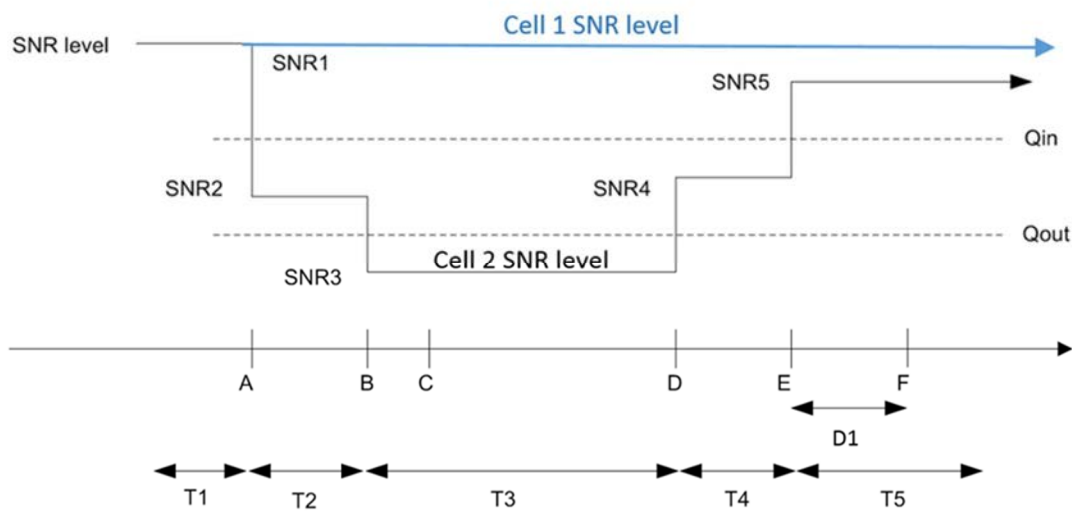 Cell 1 SNR level
SNR level
SNR1
SNR5
Qin
SNR2
SNR4
Qout
Cell 2 SNR level
SNR3
A B C D E F
D1
T1 T2 T3 T4 T5